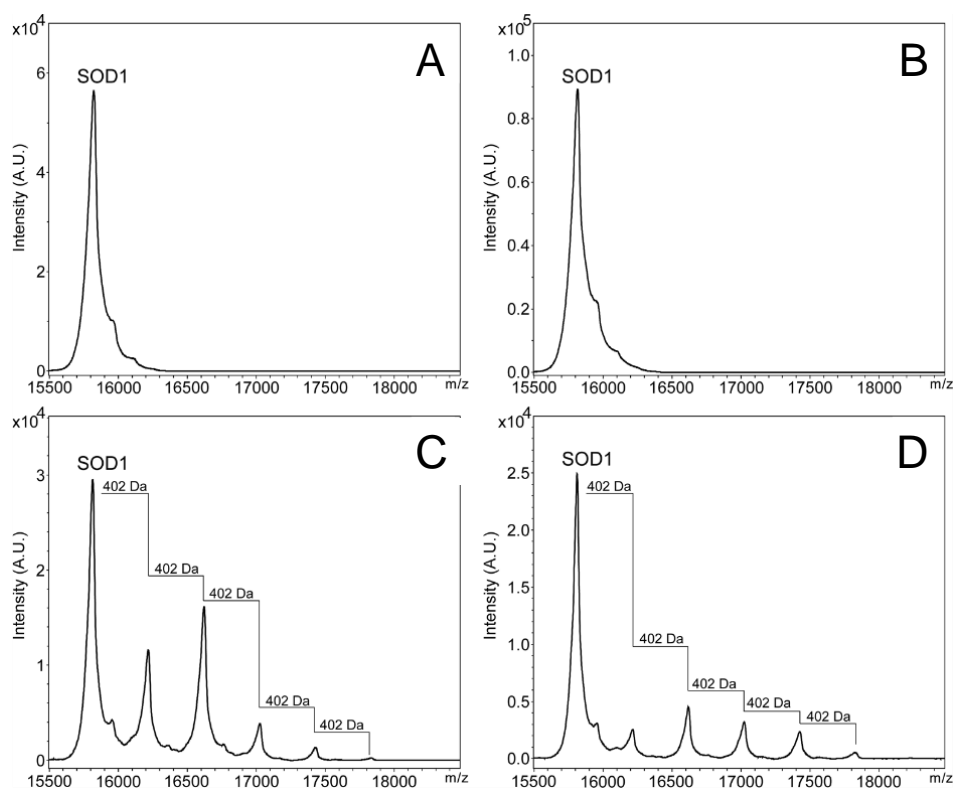 x10^4
A
SOD1
6
4
2
0
Intensity (A.U.)
15500 16000 16500 17000 17500 18000 m/z
x10^5
B
SOD1
1.0
0.8
0.6
0.4
0.2
0.0
Intensity (A.U.)
15500 16000 16500 17000 17500 18000 m/z
x10^4
C
SOD1
402 Da
402 Da
402 Da
402 Da
402 Da
3
2
1
0
Intensity (A.U.)
15500 16000 16500 17000 17500 18000 m/z
x10^4
D
SOD1
402 Da
402 Da
402 Da
402 Da
402 Da
2.5
2.0
1.5
1.0
0.5
0.0
Intensity (A.U.)
15500 16000 16500 17000 17500 18000 m/z